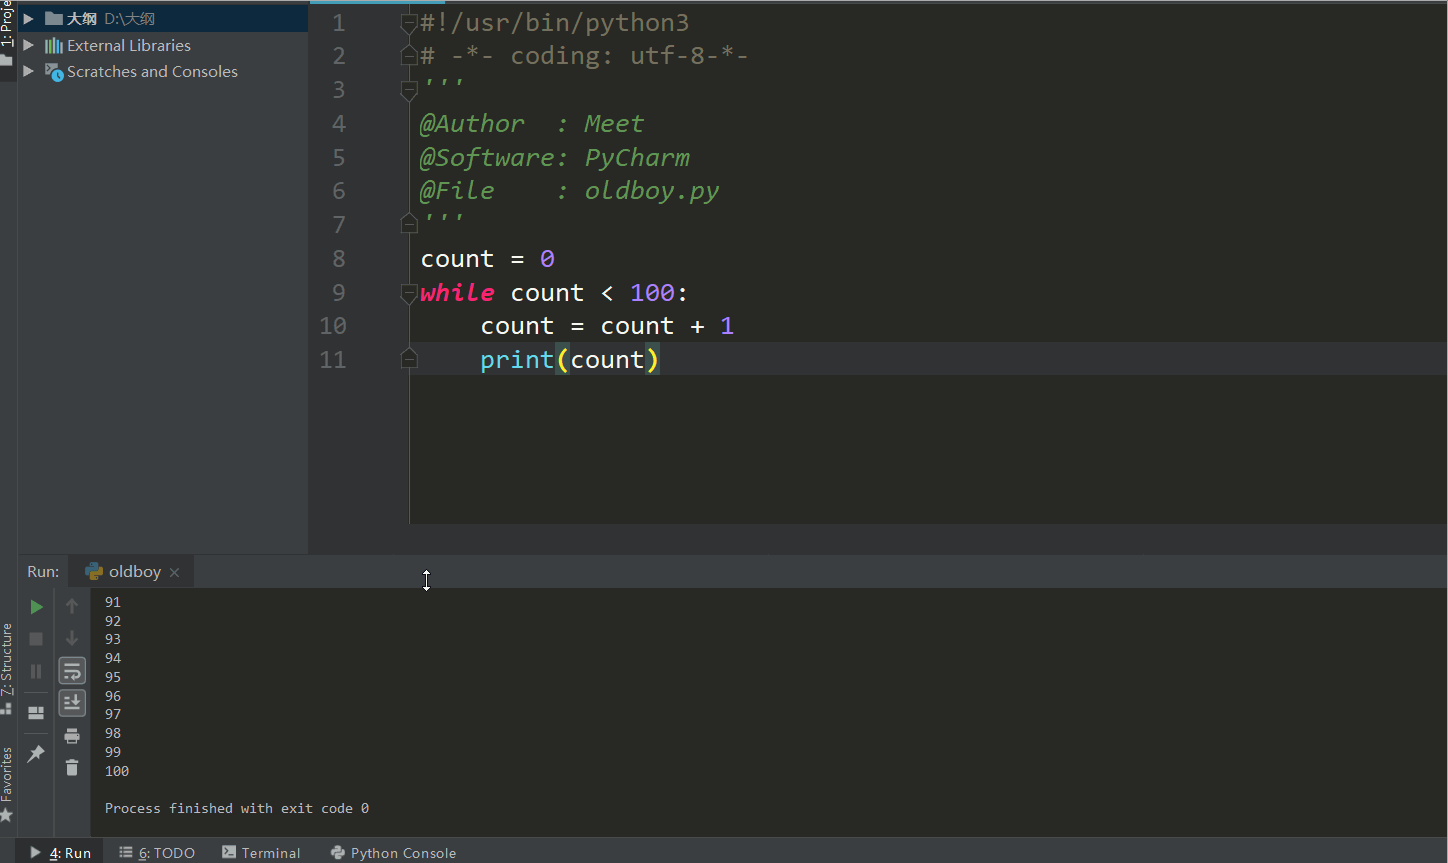 1: Proje
大纲 D:\大纲
External Libraries
Scratches and Consoles
1 #!/usr/bin/python3
2 # -*- coding: utf-8-*-
3 '''
4 @Author  : Meet
5 @Software: PyCharm
6 @File    : oldboy.py
7 '''
8 count = 0
9 while count < 100:
10     count = count + 1
11     print(count)
Run: oldboy
91
92
93
94
95
96
97
98
99
100
Process finished with exit code 0
7: Structure
Favorites
4: Run 6: TODO Terminal Python Console